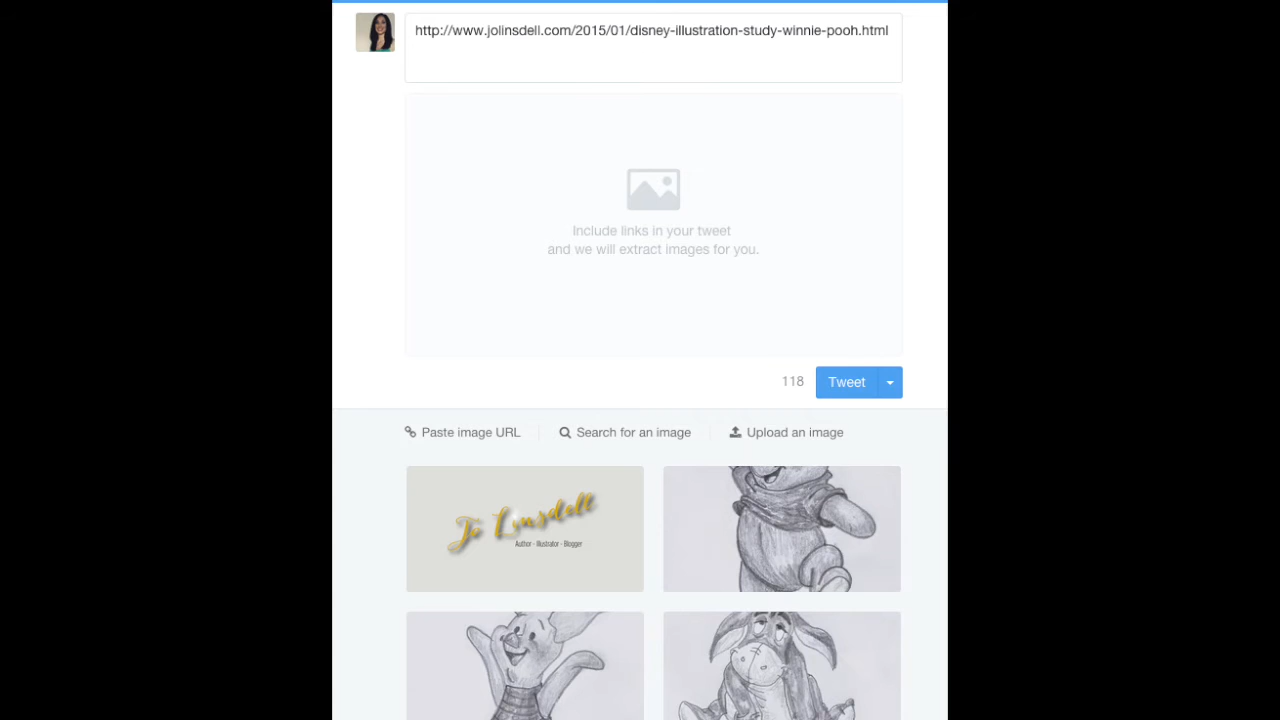 http://www.jolinsdell.com/2015/01/disney-illustration-study-winnie-pooh.html
Include links in your tweet
and we will extract images for you.
118 Tweet
Paste image URL Search for an image Upload an image
Jo Linsdell
Author - Illustrator - Blogger